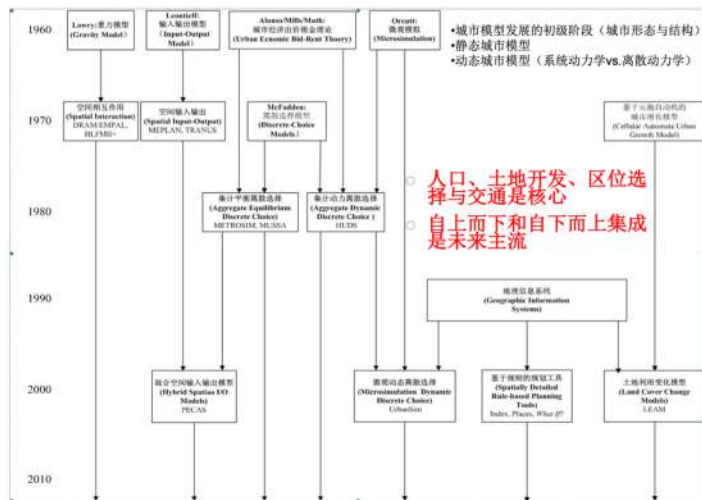 1960
Lowry:重力模型
(Gravity Model)
Leontieff:
输入输出模型
(Input-Output
Model)
Alonso/Mills/Muth:
城市经济出价租金理论
(Urban Economic Bid-Rent Theory)
Orcutt:
微观模拟
(Microsimulation)
•城市模型发展的初级阶段（城市形态与结构）
•静态城市模型
•动态城市模型（系统动力学vs.离散动力学）
1970
空间相互作用
(Spatial Interaction)
DRAM/EMPAL,
空间输入输出
(Spatial Input-Output)
MEPLAN, TRANUS
McFadden:
离散选择模型
(Discrete-Choice
Models)
基于元胞自动机的
城市增长模型
(Cellular Automata Urban
Growth Model)
人口、土地开发、区位选
择与交通是核心
自上而下和自下而上集成
是未来主流
1980
集计平衡离散选择
(Aggregate Equilibrium
Discrete Choice)
METROSIM, MUSSA
集计动力离散选择
(Aggregate Dynamic
Discrete Choice)
HUDS
1990
地理信息系统
(Geographic Information
Systems)
2000
混合空间输入输出模型
(Hybrid Spatial I/O
Models)
PECAS
微观动态离散选择
(Microsimulation Dynamic
Discrete Choice)
UrbanSim
基于规则的规划工具
(Spatially Detailed
Rule-based Planning
Tools)
Index, Places, What If?
土地利用变化模型
(Land Cover Change
Models)
LEAM
2010